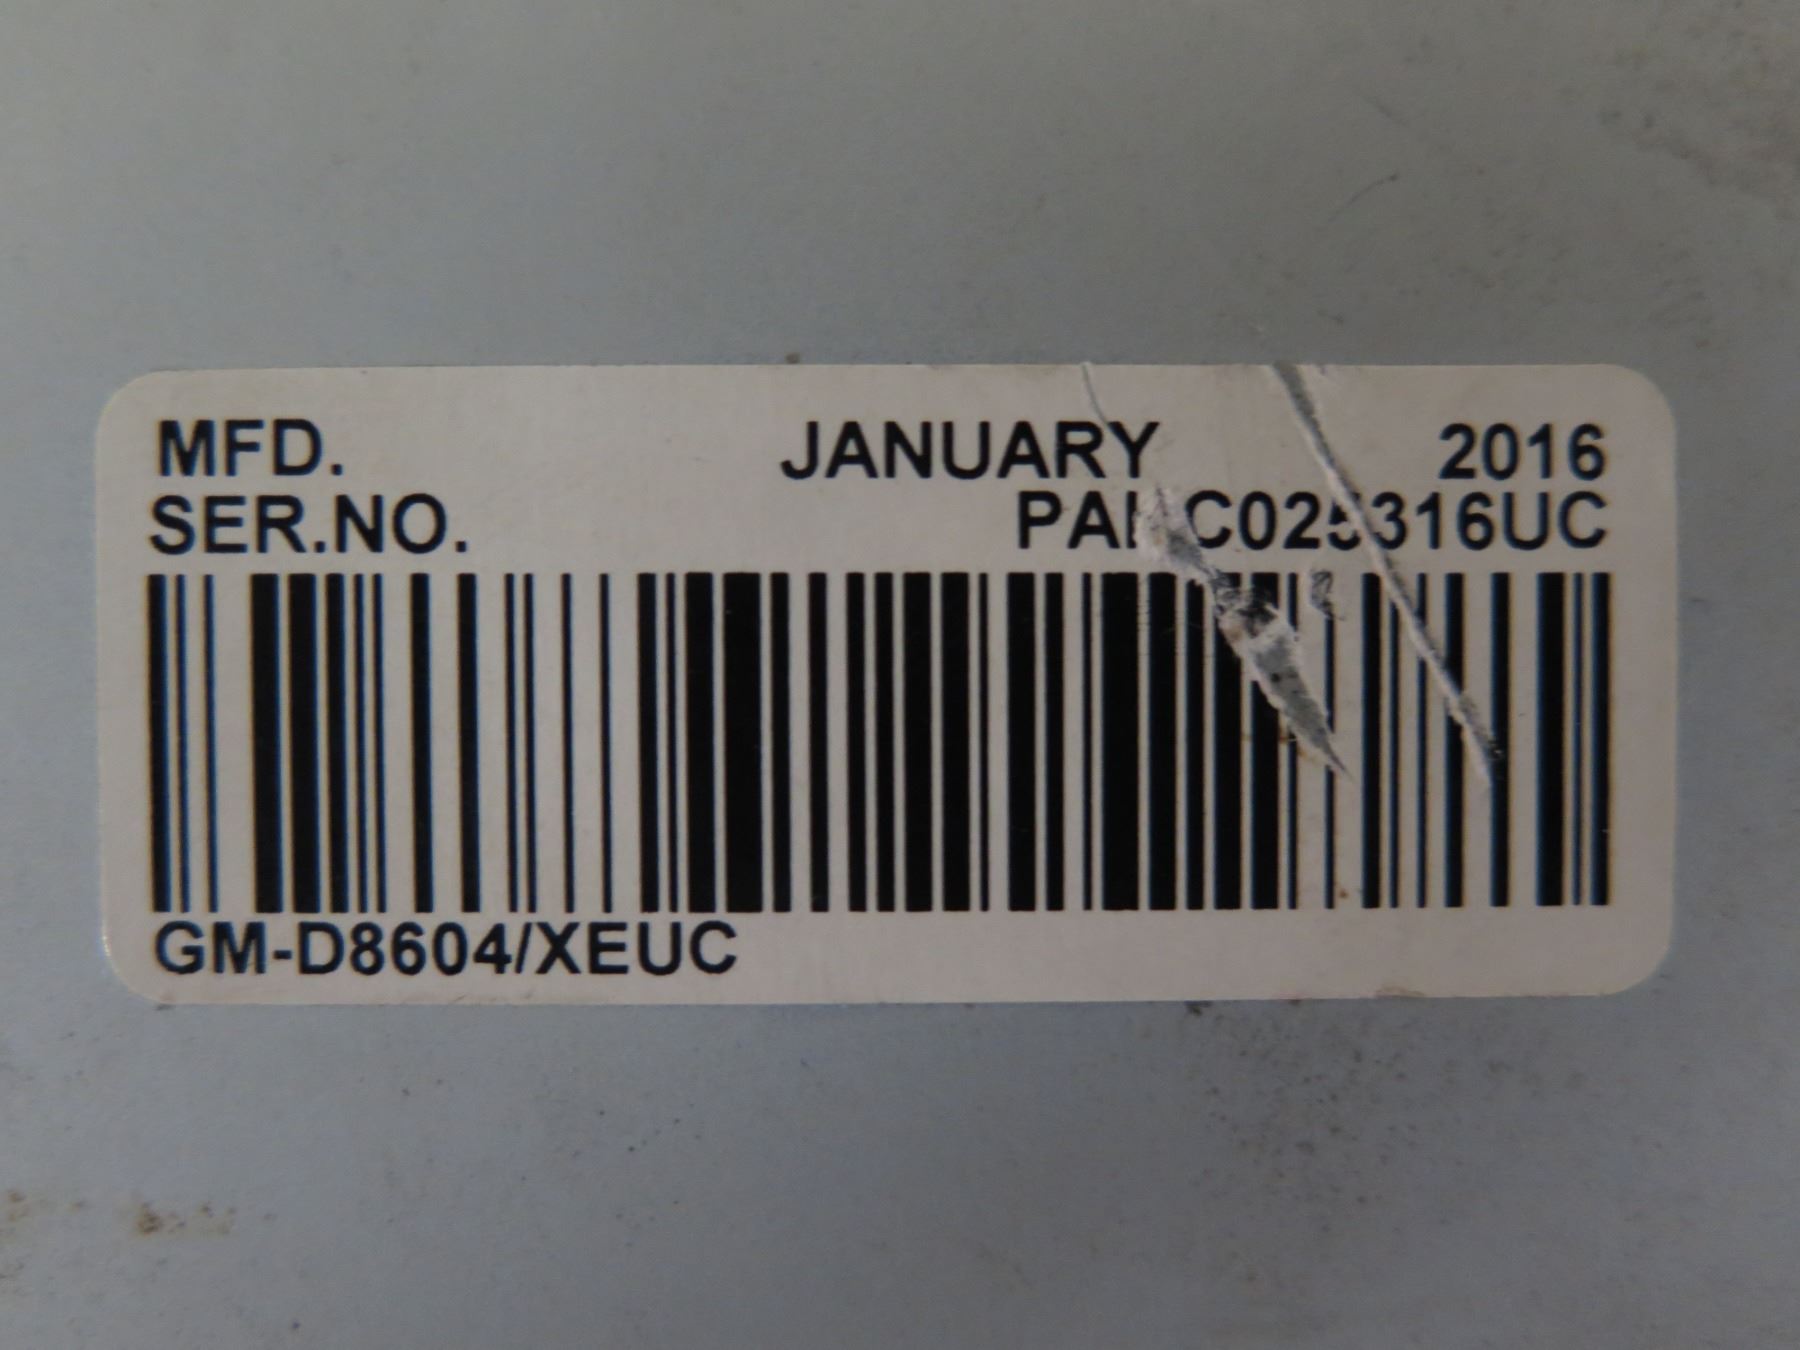 MFD. JANUARY 2016
SER.NO.
GM-D8604/XEUC